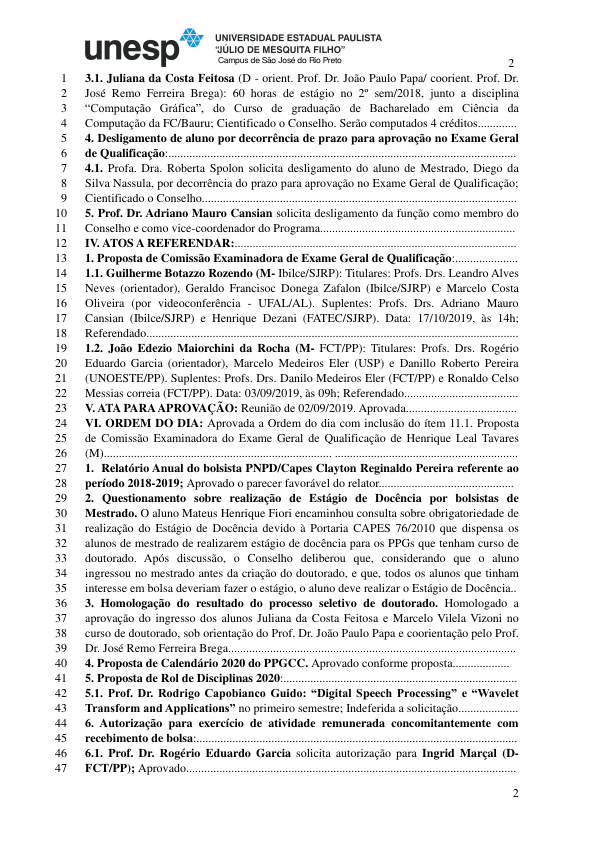 unesp
UNIVERSIDADE ESTADUAL PAULISTA
"JÚLIO DE MESQUITA FILHO"
Campus de São José do Rio Preto
2
1 3.1. Juliana da Costa Feitosa (D - orient. Prof. Dr. João Paulo Papa/ coorient. Prof. Dr.
2 José Remo Ferreira Brega): 60 horas de estágio no 2º sem/2018, junto a disciplina
3 “Computação Gráfica”, do Curso de graduação de Bacharelado em Ciência da
4 Computação da FC/Bauru; Cientificado o Conselho. Serão computados 4 créditos.............
5 4. Desligamento de aluno por decorrência de prazo para aprovação no Exame Geral
6 de Qualificação:....................................................................................................................
7 4.1. Profa. Dra. Roberta Spolon solicita desligamento do aluno de Mestrado, Diego da
8 Silva Nassula, por decorrência do prazo para aprovação no Exame Geral de Qualificação;
9 Cientificado o Conselho.........................................................................................................
10 5. Prof. Dr. Adriano Mauro Cansian solicita desligamento da função como membro do
11 Conselho e como vice-coordenador do Programa.................................................................
12 IV. ATOS A REFERENDAR:..............................................................................................
13 1. Proposta de Comissão Examinadora de Exame Geral de Qualificação:.....................
14 1.1. Guilherme Botazzo Rozendo (M- Ibilce/SJRP): Titulares: Profs. Drs. Leandro Alves
15 Neves (orientador), Geraldo Francisoc Donega Zafalon (Ibilce/SJRP) e Marcelo Costa
16 Oliveira (por videoconferência - UFAL/AL). Suplentes: Profs. Drs. Adriano Mauro
17 Cansian (Ibilce/SJRP) e Henrique Dezani (FATEC/SJRP). Data: 17/10/2019, às 14h;
18 Referendado............................................................................................................................
19 1.2. João Edezio Maiorchini da Rocha (M- FCT/PP): Titulares: Profs. Drs. Rogério
20 Eduardo Garcia (orientador), Marcelo Medeiros Eler (USP) e Danillo Roberto Pereira
21 (UNOESTE/PP). Suplentes: Profs. Drs. Danilo Medeiros Eler (FCT/PP) e Ronaldo Celso
22 Messias correia (FCT/PP). Data: 03/09/2019, às 09h; Referendado......................................
23 V. ATA PARA APROVAÇÃO: Reunião de 02/09/2019. Aprovada.....................................
24 VI. ORDEM DO DIA: Aprovada a Ordem do dia com inclusão do ítem 11.1. Proposta
25 de Comissão Examinadora do Exame Geral de Qualificação de Henrique Leal Tavares
26 (M)............................................................................ .............................................................
27 1. Relatório Anual do bolsista PNPD/Capes Clayton Reginaldo Pereira referente ao
28 período 2018-2019; Aprovado o parecer favorável do relator.............................................
29 2. Questionamento sobre realização de Estágio de Docência por bolsistas de
30 Mestrado. O aluno Mateus Henrique Fiori encaminhou consulta sobre obrigatoriedade de
31 realização do Estágio de Docência devido à Portaria CAPES 76/2010 que dispensa os
32 alunos de mestrado de realizarem estágio de docência para os PPGs que tenham curso de
33 doutorado. Após discussão, o Conselho deliberou que, considerando que o aluno
34 ingressou no mestrado antes da criação do doutorado, e que, todos os alunos que tinham
35 interesse em bolsa deveriam fazer o estágio, o aluno deve realizar o Estágio de Docência..
36 3. Homologação do resultado do processo seletivo de doutorado. Homologado a
37 aprovação do ingresso dos alunos Juliana da Costa Feitosa e Marcelo Vilela Vizoni no
38 curso de doutorado, sob orientação do Prof. Dr. João Paulo Papa e coorientação pelo Prof.
39 Dr. José Remo Ferreira Brega................................................................................................
40 4. Proposta de Calendário 2020 do PPGCC. Aprovado conforme proposta...................
41 5. Proposta de Rol de Disciplinas 2020:..............................................................................
42 5.1. Prof. Dr. Rodrigo Capobianco Guido: “Digital Speech Processing” e “Wavelet
43 Transform and Applications” no primeiro semestre; Indeferida a solicitação....................
44 6. Autorização para exercício de atividade remunerada concomitantemente com
45 recebimento de bolsa:...........................................................................................................
46 6.1. Prof. Dr. Rogério Eduardo Garcia solicita autorização para Ingrid Marçal (D-
47 FCT/PP); Aprovado..............................................................................................................
2